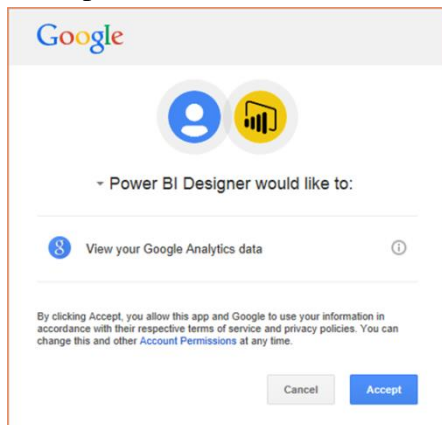 Google
Power BI Designer would like to:
8 View your Google Analytics data
By clicking Accept, you allow this app and Google to use your information in
accordance with their respective terms of service and privacy policies. You can
change this and other Account Permissions at any time.
Cancel Accept